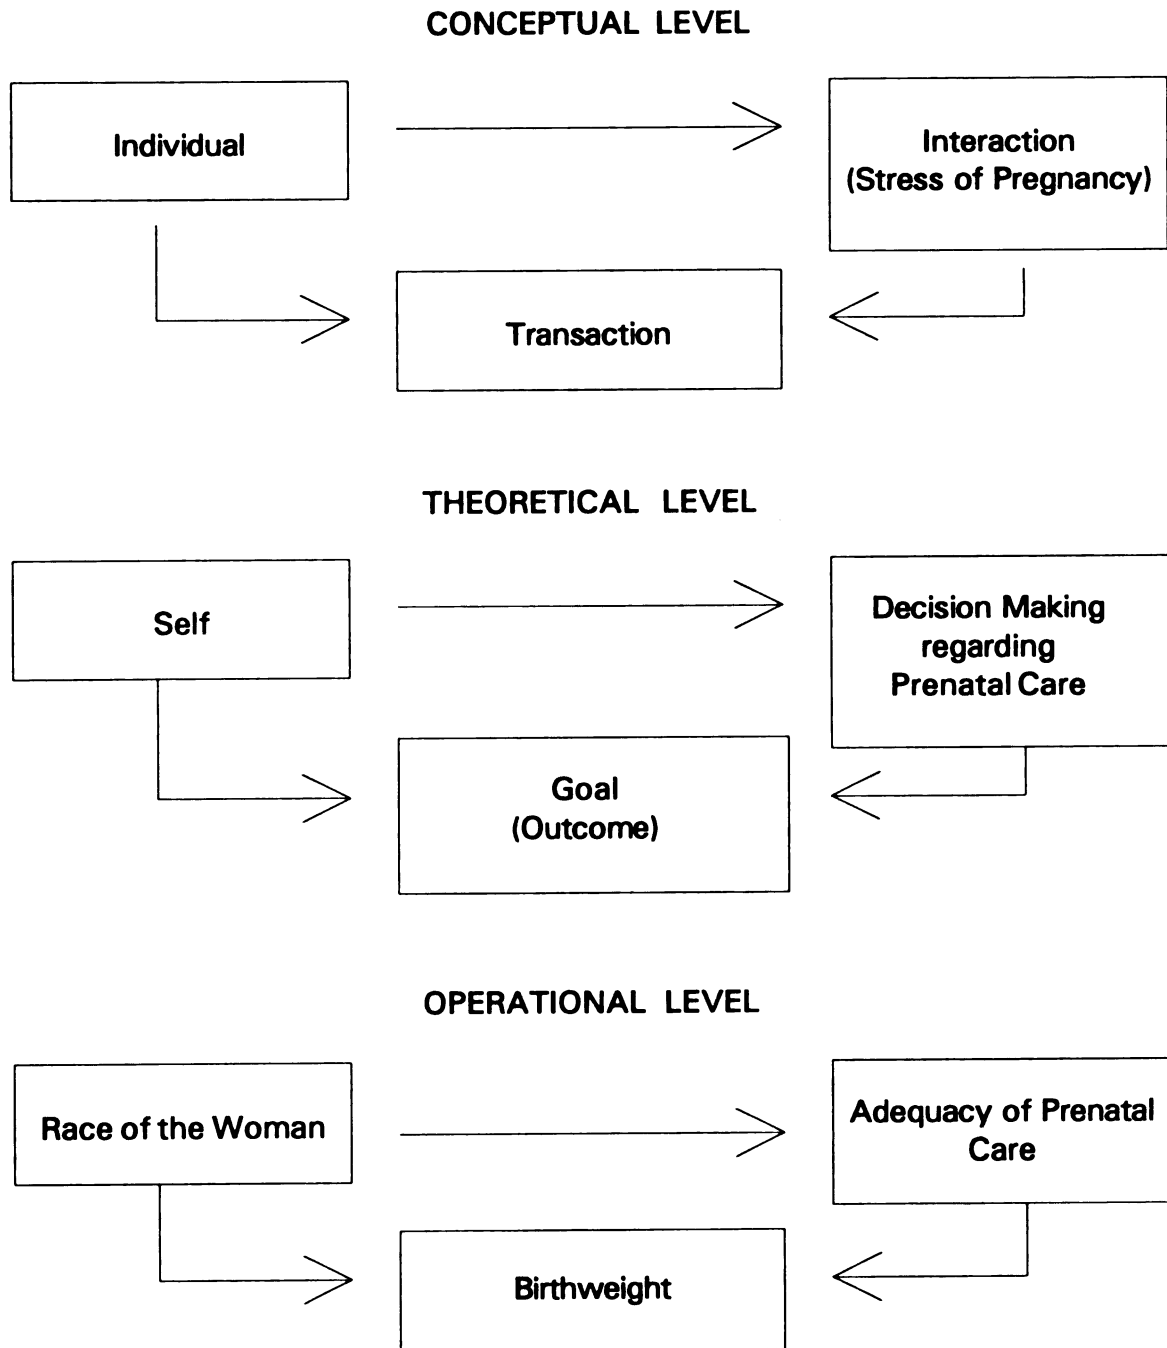 CONCEPTUAL LEVEL
Individual
Interaction
(Stress of Pregnancy)
Transaction
THEORETICAL LEVEL
Self
Decision Making
regarding
Prenatal Care
Goal
(Outcome)
OPERATIONAL LEVEL
Race of the Woman
Adequacy of Prenatal
Care
Birthweight